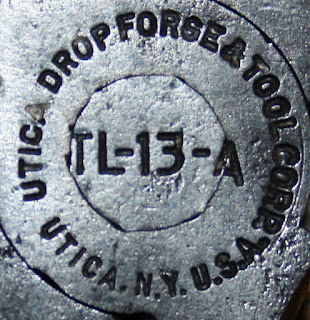 UTICA DROP FORGE & TOOL CORP.
TL-13-A
UTICA. N.Y. U.S.A.